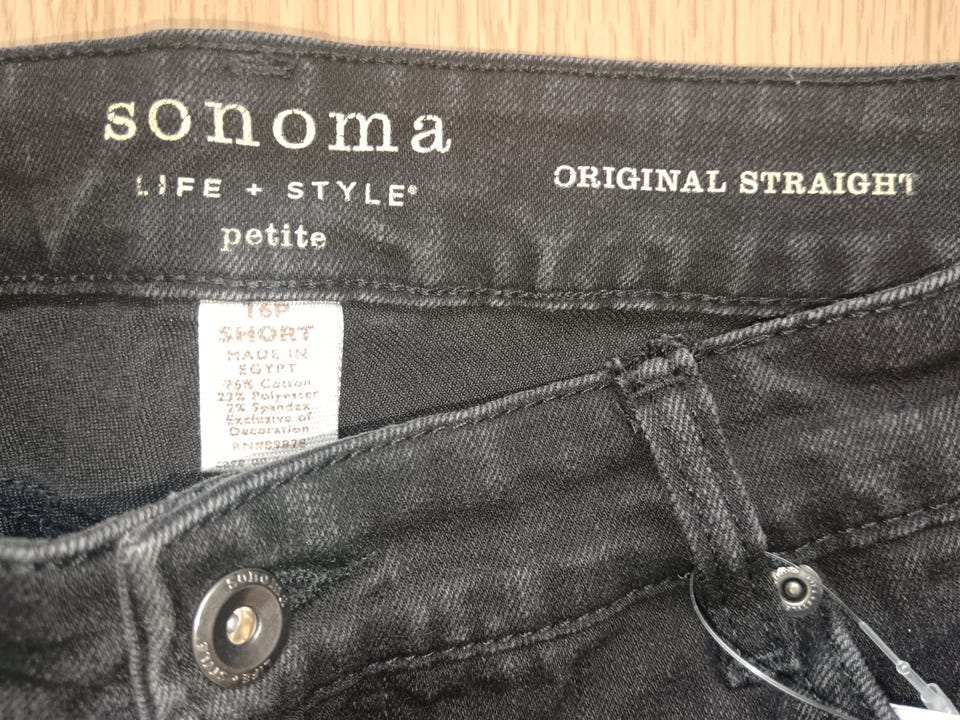 sonoma
LIFE + STYLE®
petite
ORIGINAL STRAIGHT
16P
SHORT
MADE IN
EGYPT
75% Cotton
23% Polyester
2% Spandex
Exclusive of
Decoration